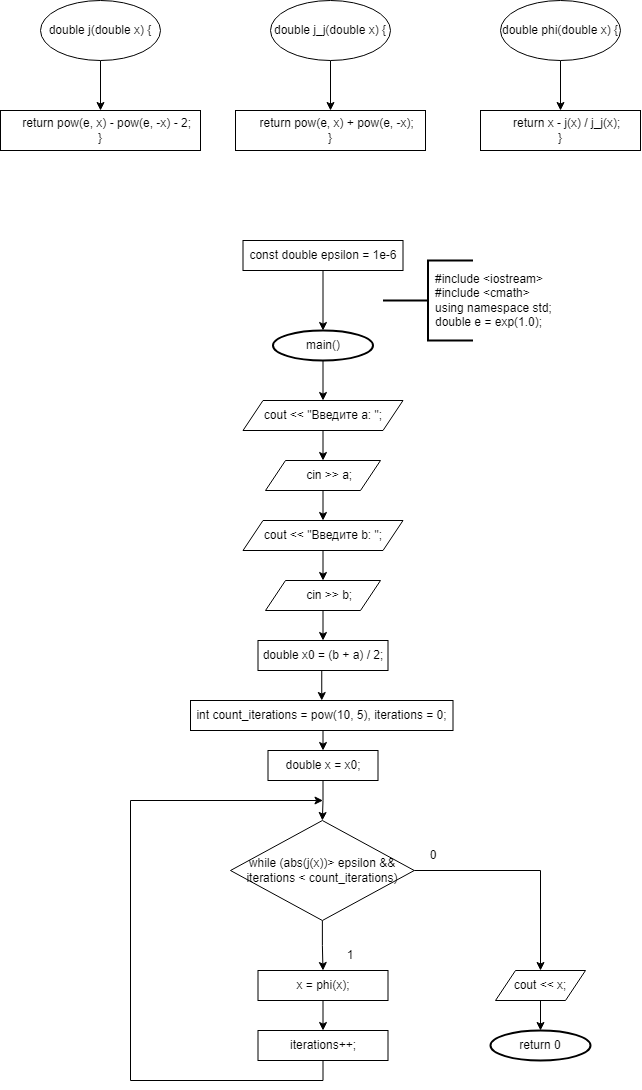 double j(double x) {
double j_j(double x) {
double phi(double x) {
return pow(e, x) - pow(e, -x) - 2;
}
return pow(e, x) + pow(e, -x);
}
return x - j(x) / j_j(x);
}
const double epsilon = 1e-6
#include <iostream>
#include <cmath>
using namespace std;
double e = exp(1.0);
main()
cout << "Введите a: ";
cin >> a;
cout << "Введите b: ";
cin >> b;
double x0 = (b + a) / 2;
int count_iterations = pow(10, 5), iterations = 0;
double x = x0;
while (abs(j(x))> epsilon &&
iterations < count_iterations)
0
1
x = phi(x);
cout << x;
iterations++;
return 0